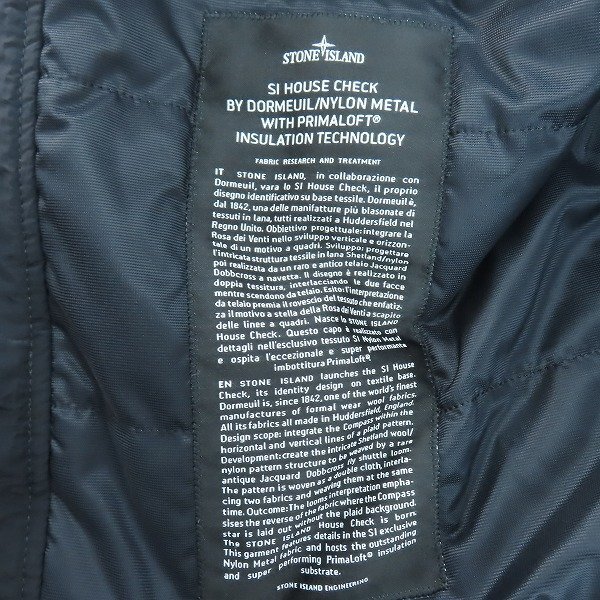 STONE ISLAND
SI HOUSE CHECK
BY DORMEUIL/NYLON METAL
WITH PRIMALOFT®
INSULATION TECHNOLOGY
FABRIC RESEARCH AND TREATMENT
IT STONE ISLAND, in collaborazione con
Dormeuil, vara lo SI House Check, il proprio
disegno identificativo su base tessile. Dormeuil è,
dal 1842, una delle manifatture più blasonate di
tessuti in lana, tutti realizzati a Huddersfield nel
Regno Unito. Obbiettivo progettuale: integrare la
Rosa dei Venti nello sviluppo verticale e orizzon-
tale di un motivo a quadri. Sviluppo: progettare
l'intricata struttura tessile in lana Shetland/nylon
poi realizzata da un raro e antico telaio Jacquard
Dobbcross a navetta. Il disegno è realizzato in
doppia tessitura, interlacciando le due facce
mentre scendono da telaio. Esito: l'interpretazione
da telaio premia il rovescio del tessuto che enfatiz-
za il motivo a stella della Rosa dei Venti a scapito
delle linee a quadri. Nasce lo STONE ISLAND
House Check. Questo capo è realizzato con
dettagli nell'esclusivo tessuto SI Nylon Metal
e ospita l'eccezionale e super performante
imbottitura PrimaLoft®
EN STONE ISLAND launches the SI House
Check, its identity design on textile base.
Dormeuil is, since 1842, one of the world's finest
manufactures of formal wear wool fabrics.
All its fabrics all made in Huddersfield, England.
Design scope: integrate the Compass within the
horizontal and vertical lines of a plaid pattern.
Development: create the intricate Shetland wool/
nylon pattern structure to be weaved by a rare
antique Jacquard Dobbcross fly shuttle loom.
The pattern is woven as a double cloth, interla-
cing two fabrics and weaving them at the same
time. Outcome: The looms interpretation empha-
sises the reverse of the fabric where the Compass
star is laid out without the plaid background.
The STONE ISLAND House Check is born.
This garment features details in the SI exclusive
Nylon Metal fabric and hosts the outstanding
and super performing PrimaLoft® insulation
substrate.
STONE ISLAND ENGINEERING